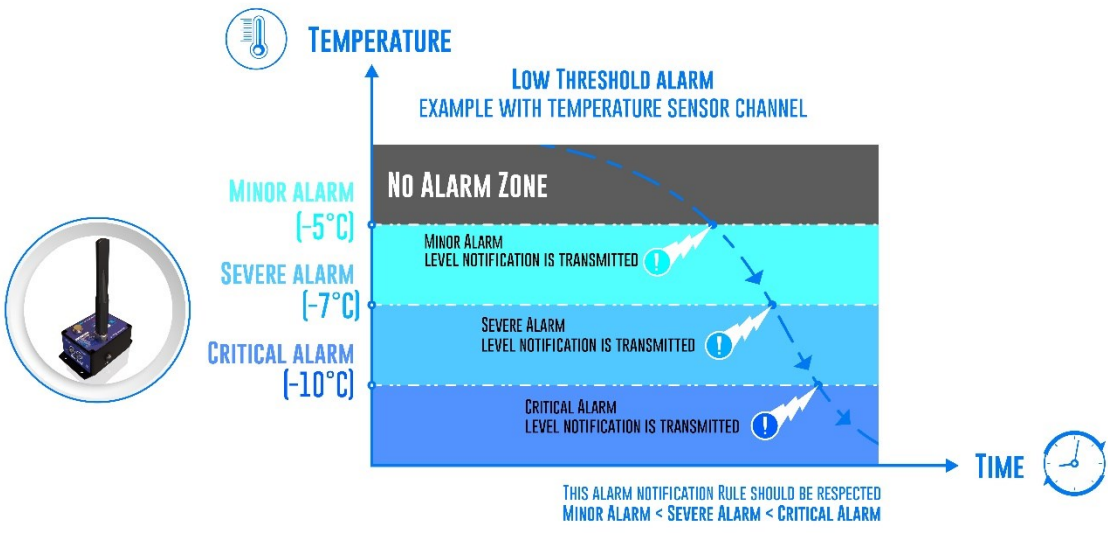 TEMPERATURE
LOW THRESHOLD ALARM
EXAMPLE WITH TEMPERATURE SENSOR CHANNEL
NO ALARM ZONE
MINOR ALARM
(-5°C)
MINOR ALARM
LEVEL NOTIFICATION IS TRANSMITTED
!
SEVERE ALARM
(-7°C)
SEVERE ALARM
LEVEL NOTIFICATION IS TRANSMITTED
!
CRITICAL ALARM
(-10°C)
CRITICAL ALARM
LEVEL NOTIFICATION IS TRANSMITTED
!
TIME
THIS ALARM NOTIFICATION RULE SHOULD BE RESPECTED
MINOR ALARM < SEVERE ALARM < CRITICAL ALARM